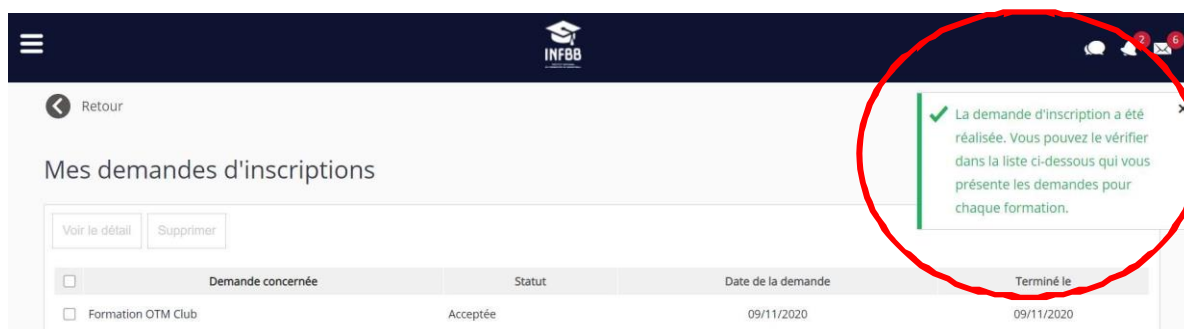 INFBB
2
6
Retour
La demande d'inscription a été
réalisée. Vous pouvez le vérifier
dans la liste ci-dessous qui vous
présente les demandes pour
chaque formation.
Mes demandes d'inscriptions
Voir le détail Supprimer
Demande concernée Statut Date de la demande Terminé le
Formation OTM Club Acceptée 09/11/2020 09/11/2020